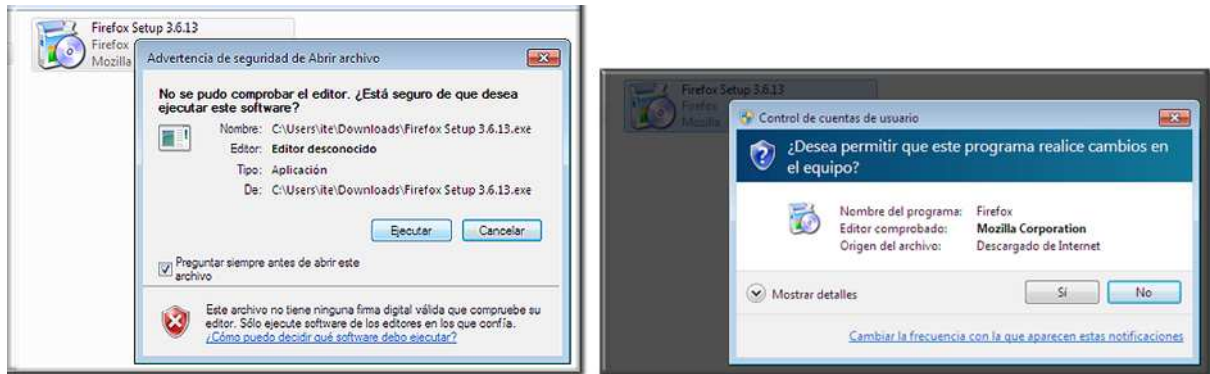 Firefox Setup 3.6.13
Firefox
Mozilla
Advertencia de seguridad de Abrir archivo
No se pudo comprobar el editor. ¿Está seguro de que desea
ejecutar este software?
Nombre: C:\Users\ite\Downloads\Firefox Setup 3.6.13.exe
Editor: Editor desconocido
Tipo: Aplicación
De: C:\Users\ite\Downloads\Firefox Setup 3.6.13.exe
Ejecutar Cancelar
Preguntar siempre antes de abrir este
archivo
Este archivo no tiene ninguna firma digital válida que compruebe su
editor. Sólo ejecute software de los editores en los que confía.
¿Cómo puedo decidir qué software debo ejecutar?
Firefox Setup 3.6.13
Firefox
Mozilla
Control de cuentas de usuario
¿Desea permitir que este programa realice cambios en
el equipo?
Nombre del programa: Firefox
Editor comprobado: Mozilla Corporation
Origen del archivo: Descargado de Internet
Mostrar detalles Sí No
Cambiar la frecuencia con la que aparecen estas notificaciones